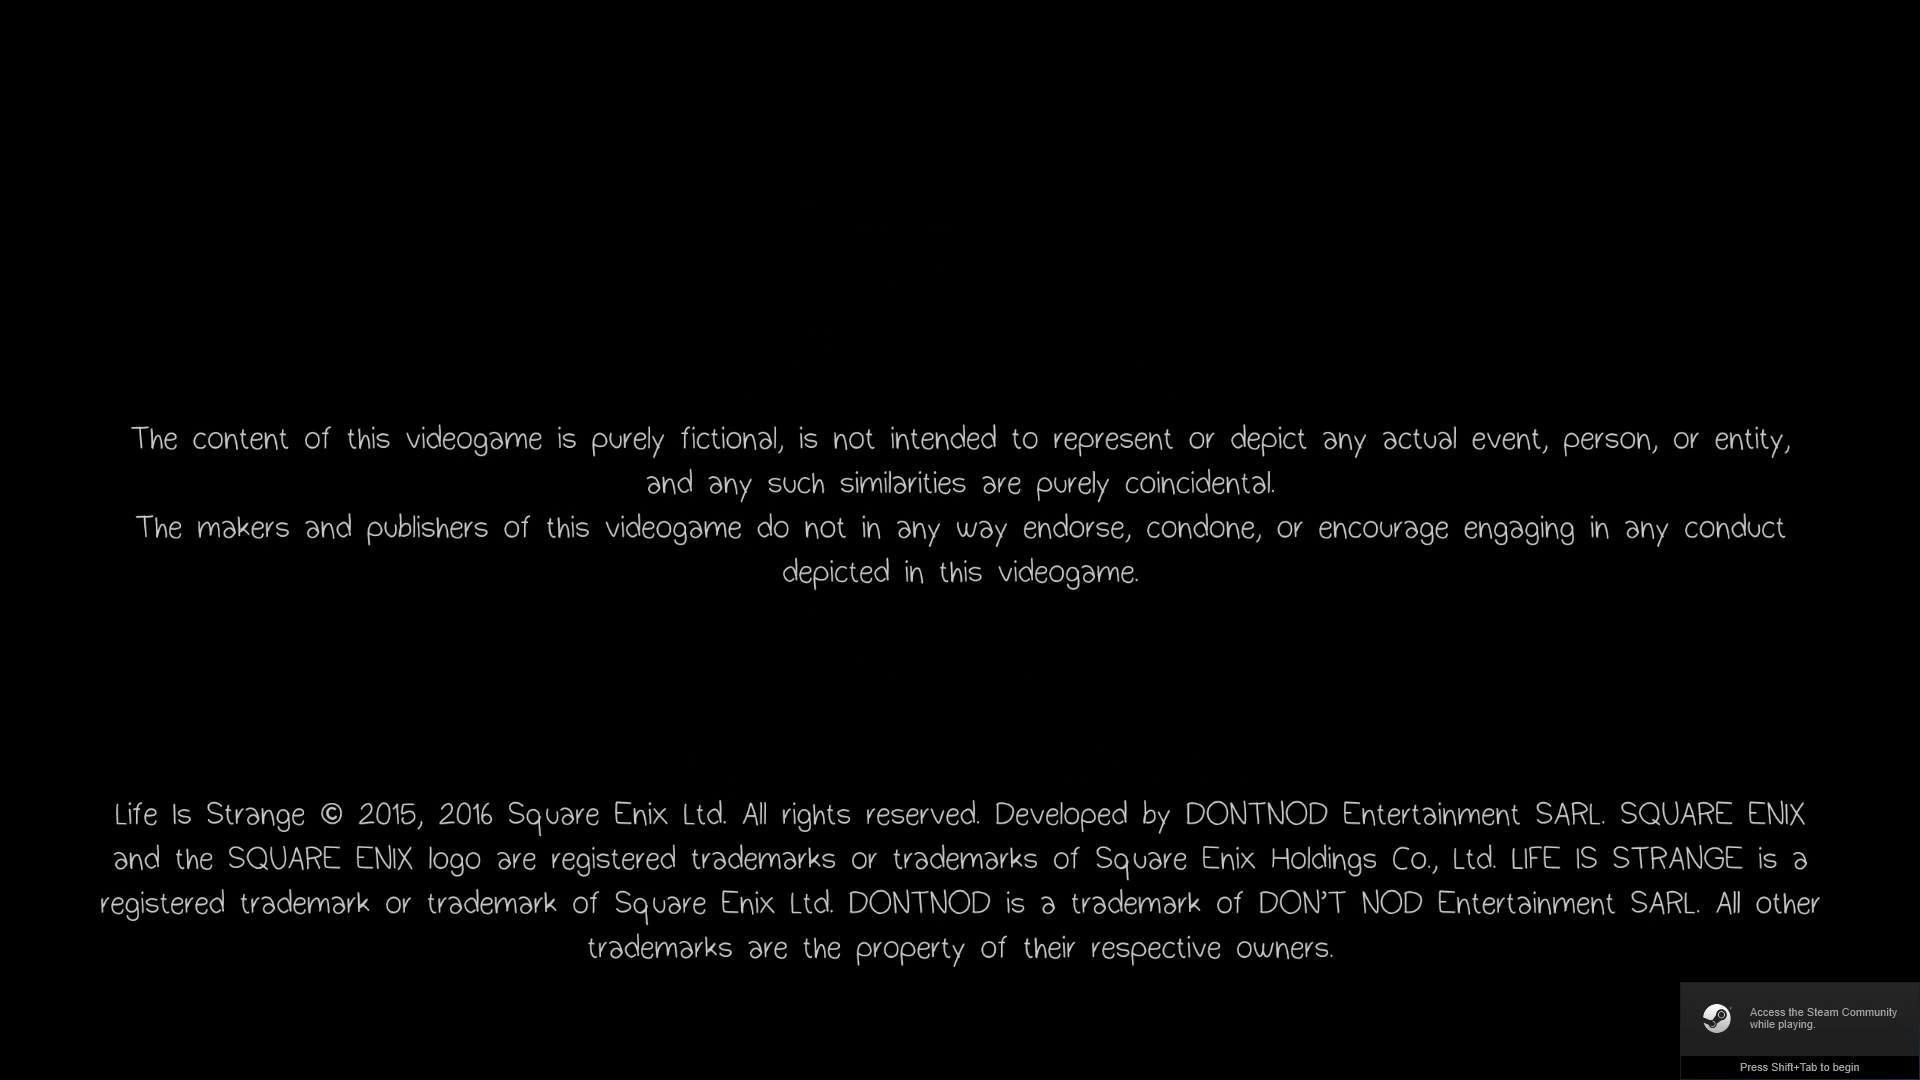 The content of this videogame is purely fictional, is not intended to represent or depict any actual event, person, or entity,
and any such similarities are purely coincidental.
The makers and publishers of this videogame do not in any way endorse, condone, or encourage engaging in any conduct
depicted in this videogame.
Life Is Strange © 2015, 2016 Square Enix Ltd. All rights reserved. Developed by DONTNOD Entertainment SARL. SQUARE ENIX
and the SQUARE ENIX logo are registered trademarks or trademarks of Square Enix Holdings Co., Ltd. LIFE IS STRANGE is a
registered trademark or trademark of Square Enix Ltd. DONTNOD is a trademark of DON'T NOD Entertainment SARL. All other
trademarks are the property of their respective owners.
Access the Steam Community
while playing.
Press Shift+Tab to begin